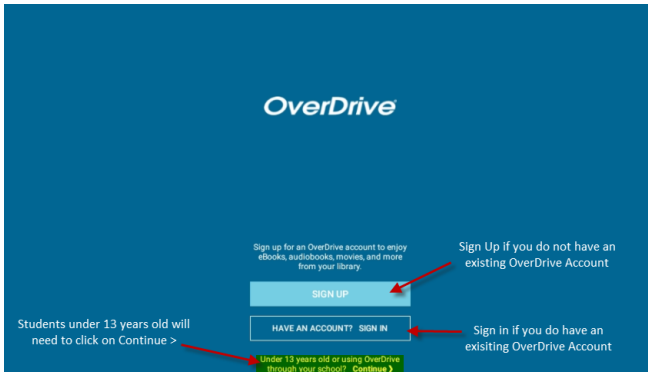 OverDrive
Sign up for an OverDrive account to enjoy
eBooks, audiobooks, movies, and more
from your library.
Sign Up if you do not have an
existing OverDrive Account
SIGN UP
Students under 13 years old will
need to click on Continue >
HAVE AN ACCOUNT? SIGN IN
Sign in if you do have an
exisiting OverDrive Account
Under 13 years old or using OverDrive
through your school? Continue ❯